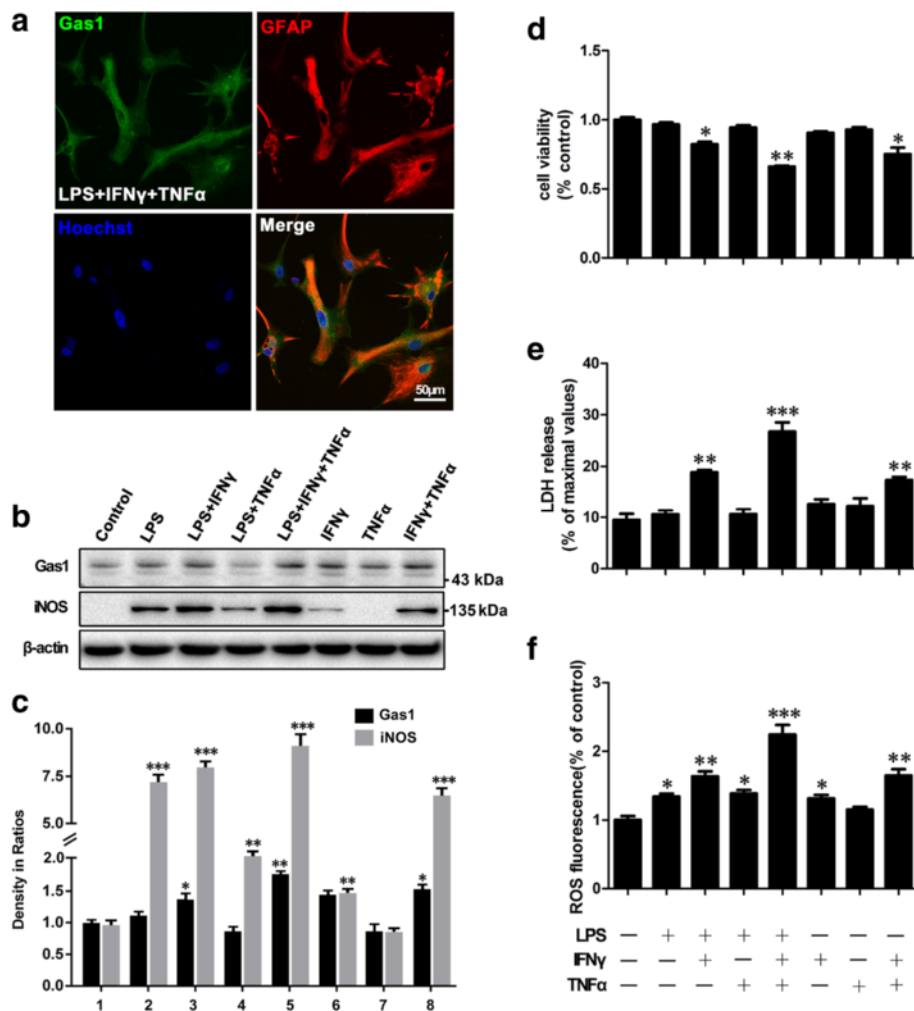 a
Gas1
GFAP
LPS+IFNγ+TNFα
Hoechst
Merge
50μm
b
Control
LPS
LPS+IFNγ
LPS+TNFα
LPS+IFNγ+TNFα
IFNγ
TNFα
IFNγ+TNFα
Gas1
43 kDa
iNOS
135 kDa
β-actin
c
Gas1
iNOS
Density in Ratios
10.0
7.5
5.0
2.0
1.5
1.0
0.5
0.0
*** *** *** ***
* ** ** ** *
1 2 3 4 5 6 7 8
d
cell viability
(% control)
1.5
1.0
0.5
0.0
* ** *
e
LDH release
(% of maximal values)
40
30
20
10
0
** *** **
f
ROS fluorescence(% of control)
3
2
1
0
* ** * *** * **
LPS — + + + + — — —
IFNγ — — + — + + — +
TNFα — — — + + — + +